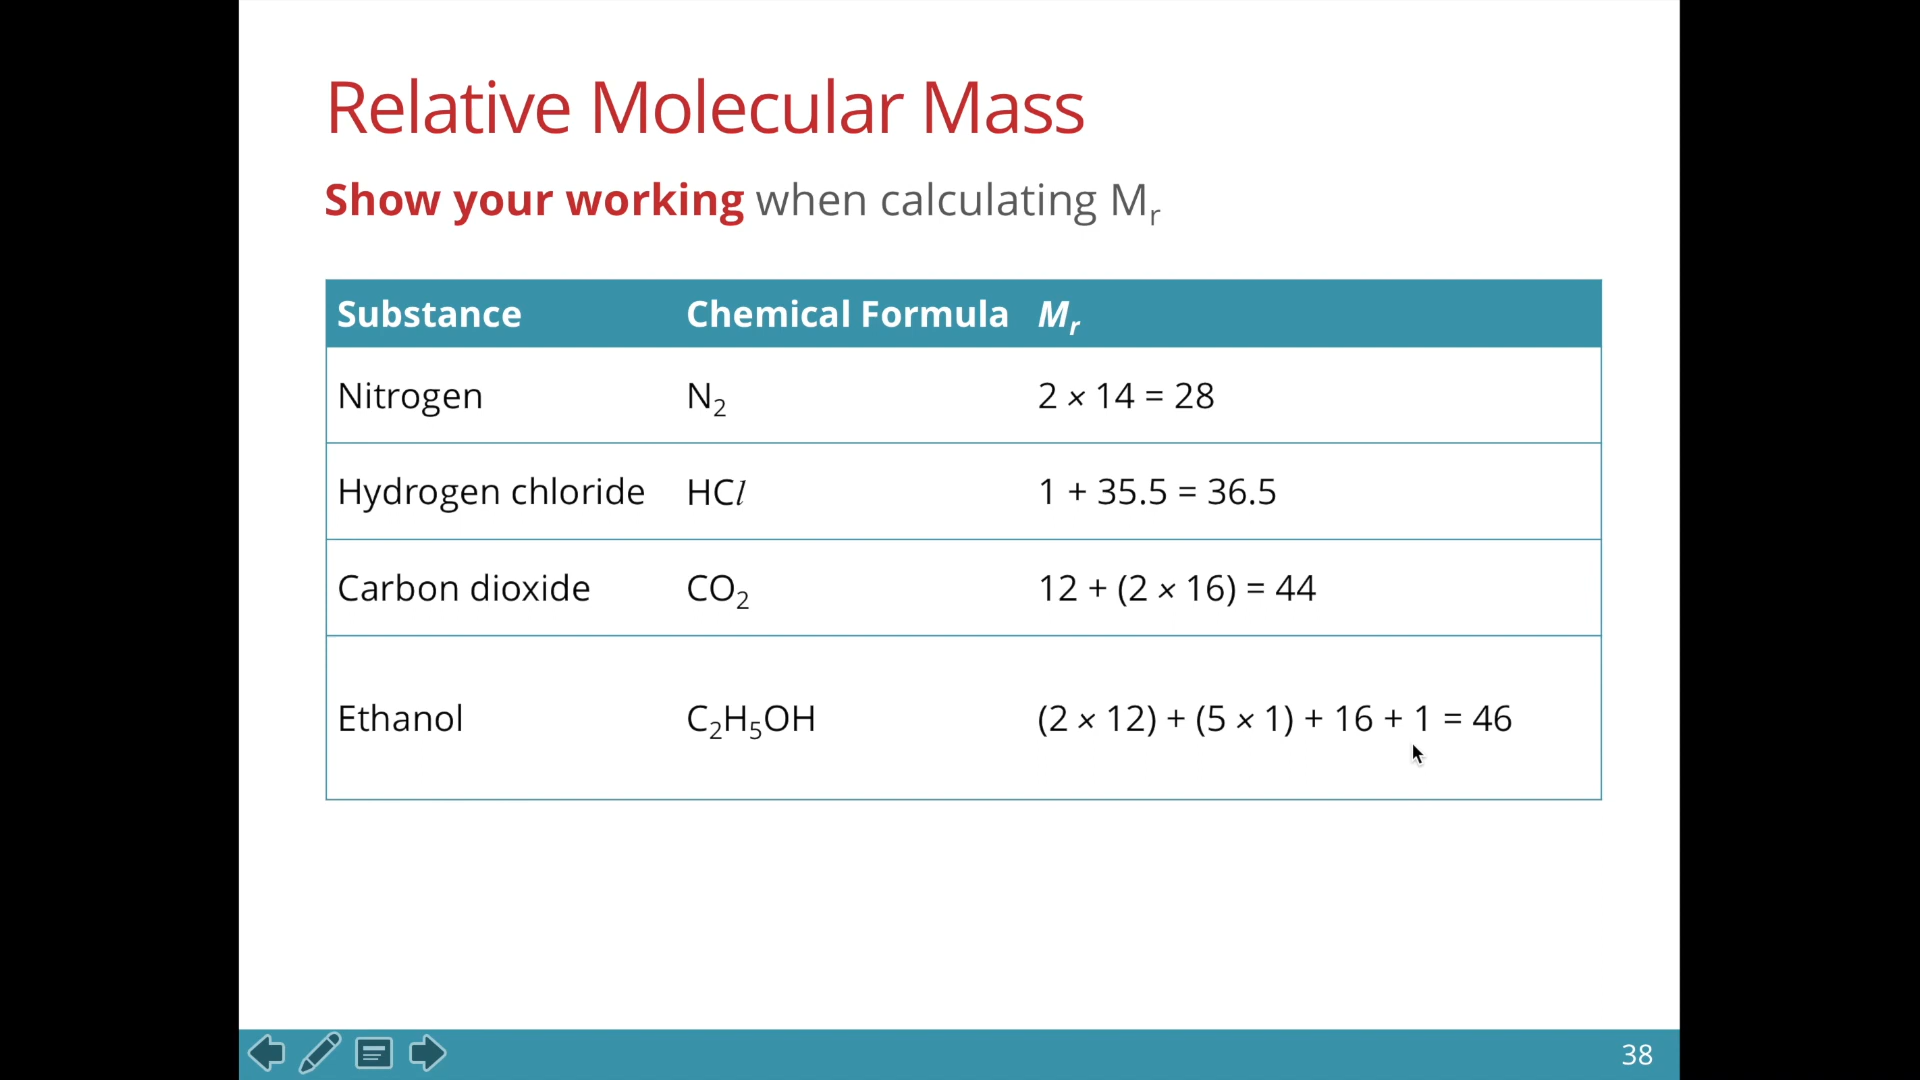 Relative Molecular Mass
Show your working when calculating Mᵣ
Substance Chemical Formula Mᵣ
Nitrogen N₂ 2 × 14 = 28
Hydrogen chloride HCl 1 + 35.5 = 36.5
Carbon dioxide CO₂ 12 + (2 × 16) = 44
Ethanol C₂H₅OH (2 × 12) + (5 × 1) + 16 + 1 = 46
38